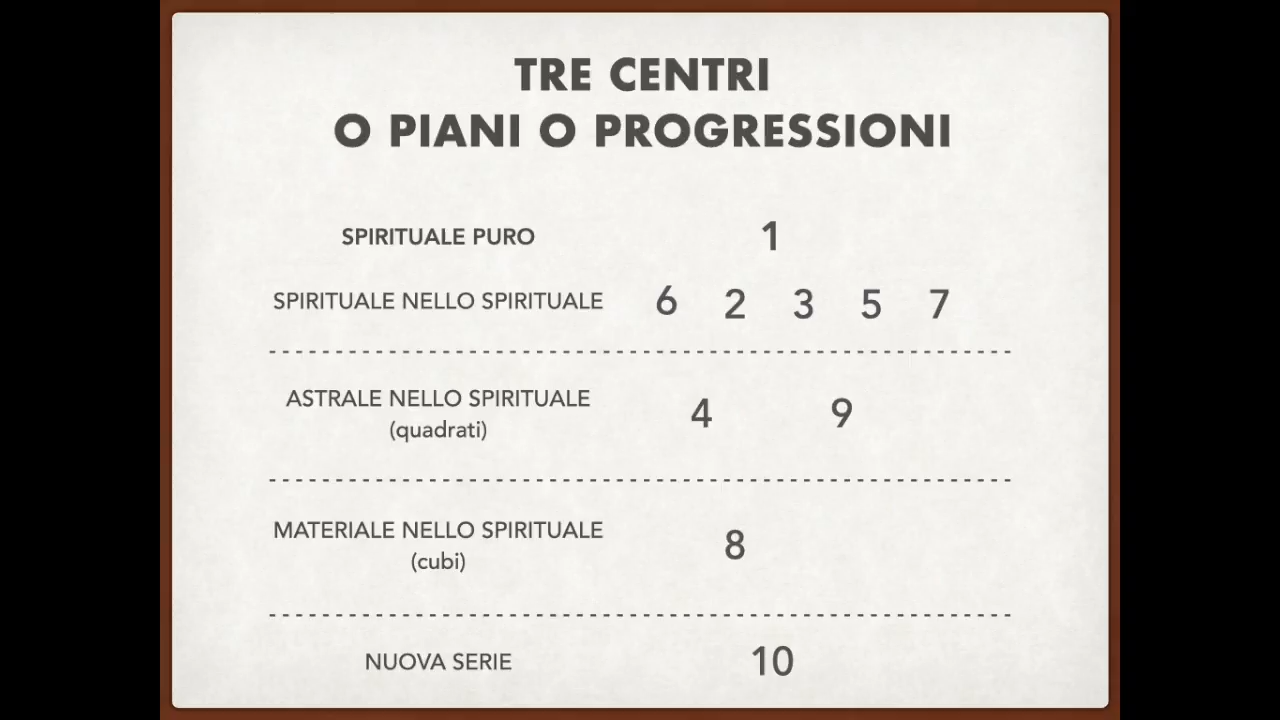 TRE CENTRI
O PIANI O PROGRESSIONI
SPIRITUALE PURO 1
SPIRITUALE NELLO SPIRITUALE 6 2 3 5 7
ASTRALE NELLO SPIRITUALE
(quadrati) 4 9
MATERIALE NELLO SPIRITUALE
(cubi) 8
NUOVA SERIE 10